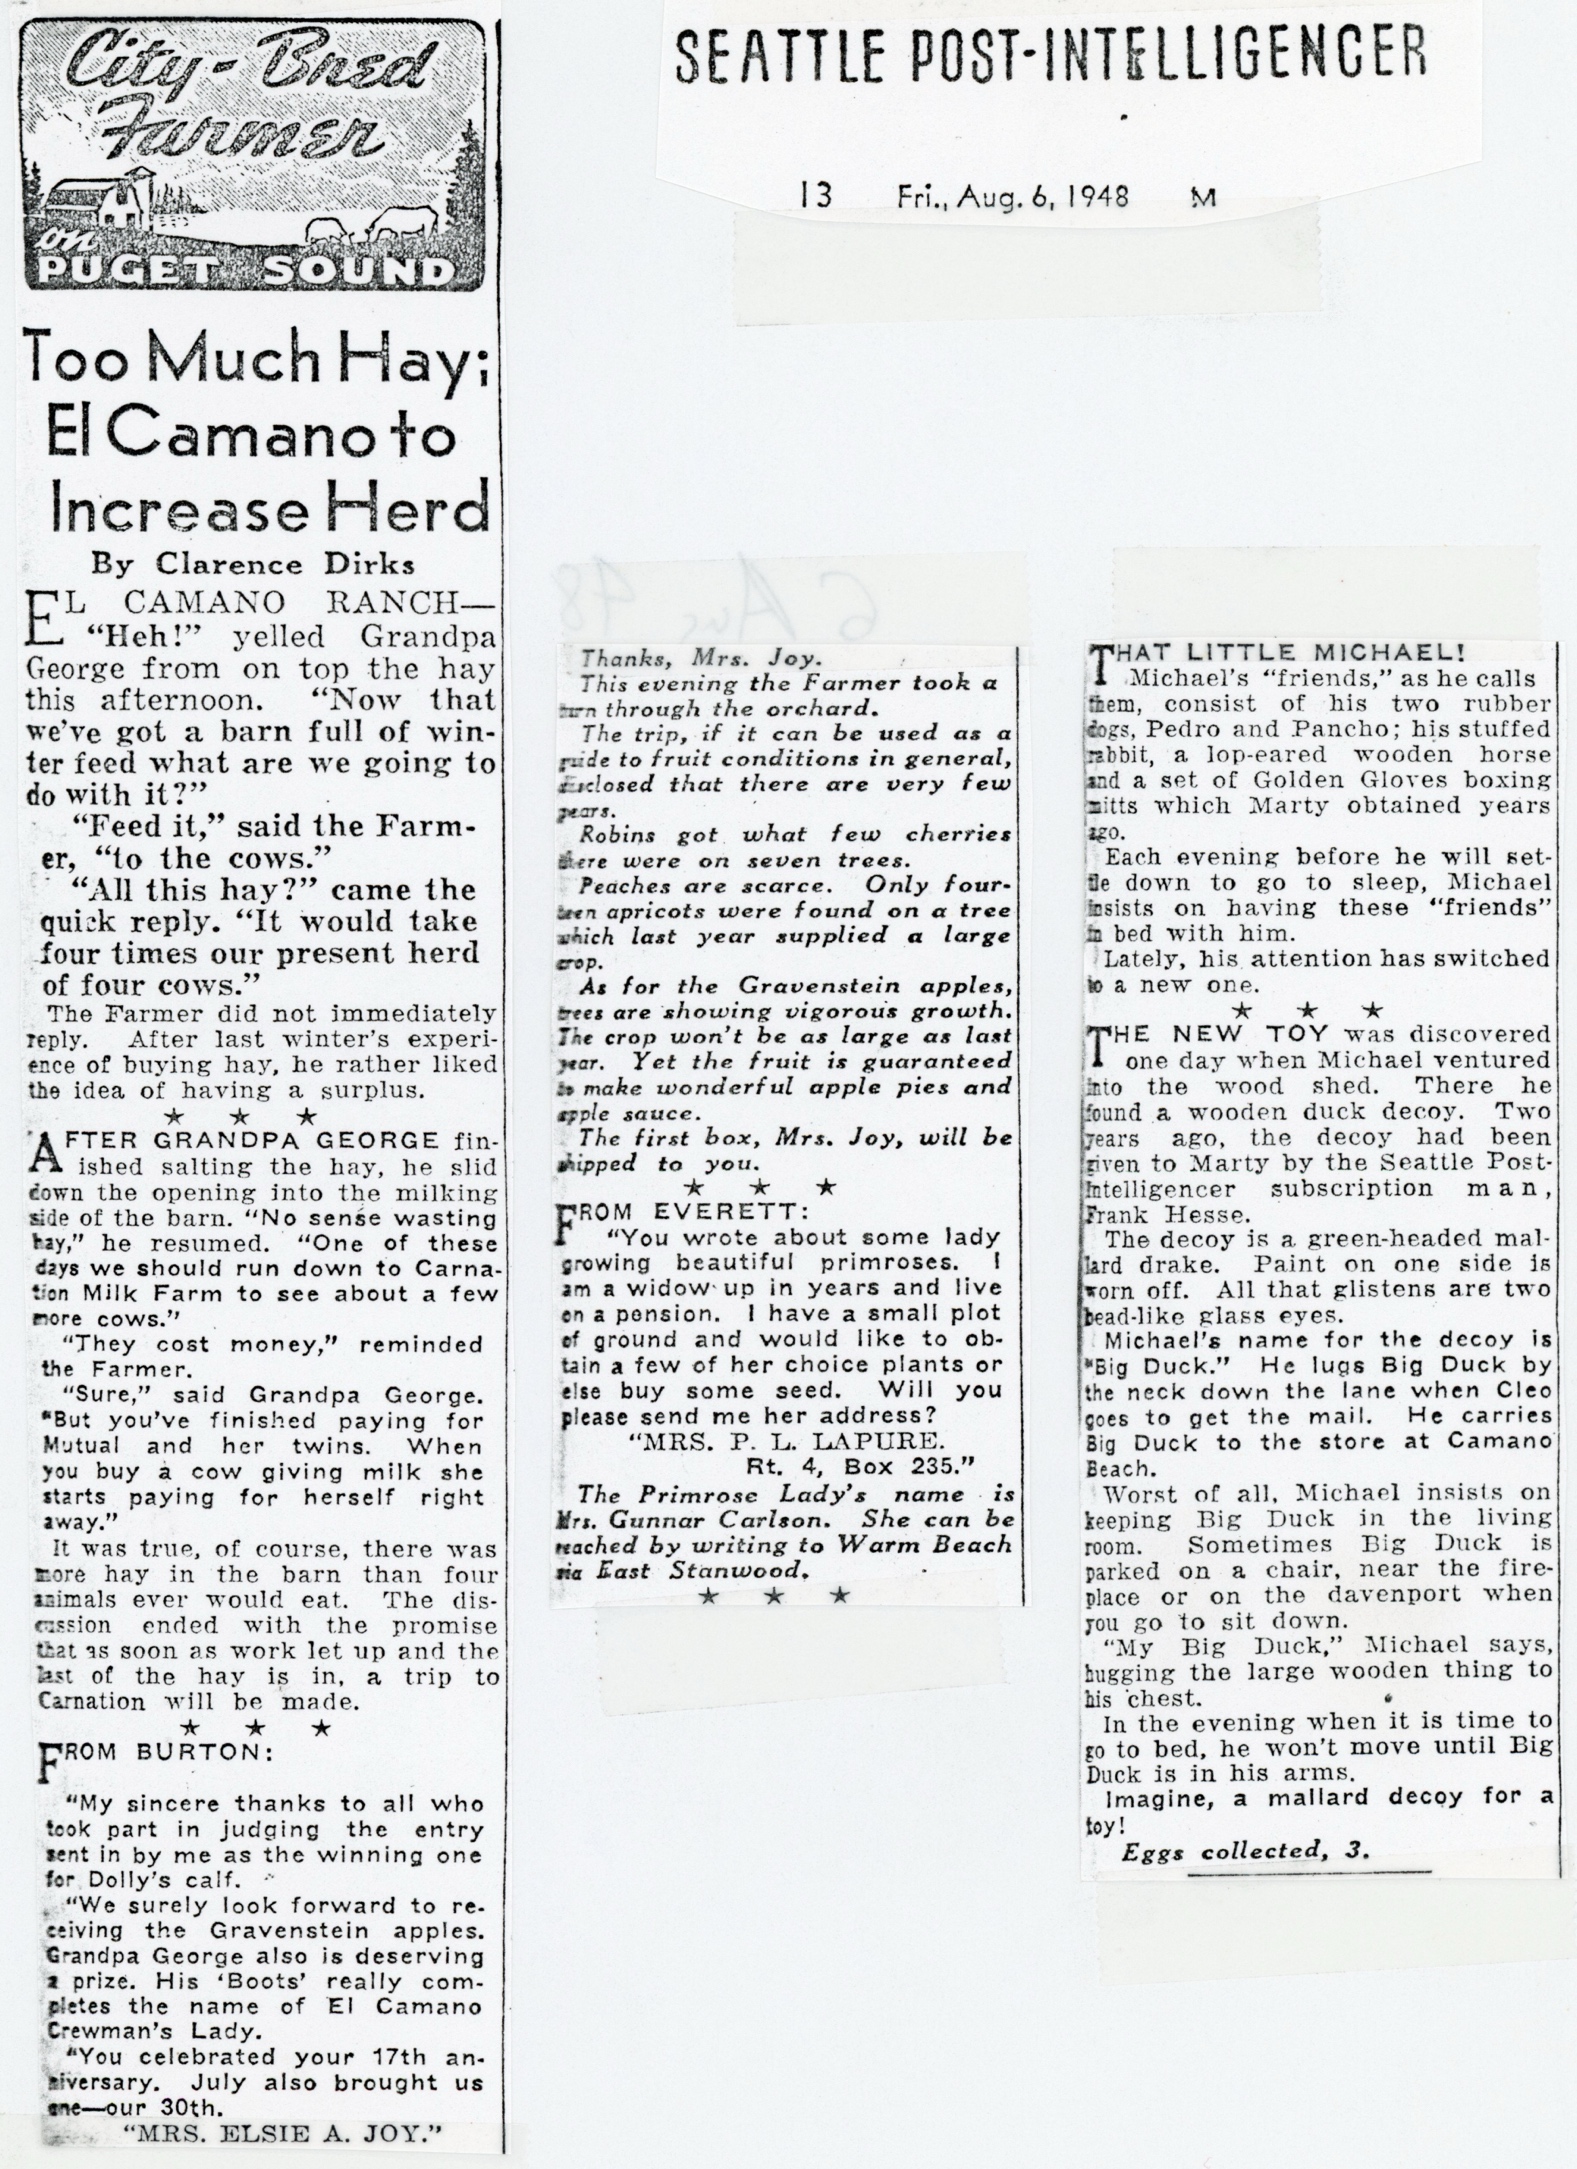 City-Bred
Farmer
on
PUGET SOUND
SEATTLE POST-INTELLIGENCER
13 Fri., Aug. 6, 1948 M
Too Much Hay;
El Camano to
Increase Herd
By Clarence Dirks
EL CAMANO RANCH—
“Heh!” yelled Grandpa
George from on top the hay
this afternoon. “Now that
we’ve got a barn full of win-
ter feed what are we going to
do with it?”
“Feed it,” said the Farm-
er, “to the cows.”
“All this hay?” came the
quick reply. “It would take
four times our present herd
of four cows.”
The Farmer did not immediately
reply. After last winter’s experi-
ence of buying hay, he rather liked
the idea of having a surplus.
★ ★ ★
AFTER GRANDPA GEORGE fin-
ished salting the hay, he slid
down the opening into the milking
side of the barn. “No sense wasting
hay,” he resumed. “One of these
days we should run down to Carna-
tion Milk Farm to see about a few
more cows.”
“They cost money,” reminded
the Farmer.
“Sure,” said Grandpa George.
“But you’ve finished paying for
Mutual and her twins. When
you buy a cow giving milk she
starts paying for herself right
away.”
It was true, of course, there was
more hay in the barn than four
animals ever would eat. The dis-
cussion ended with the promise
that as soon as work let up and the
last of the hay is in, a trip to
Carnation will be made.
★ ★ ★
FROM BURTON:
“My sincere thanks to all who
took part in judging the entry
sent in by me as the winning one
for Dolly’s calf.
“We surely look forward to re-
ceiving the Gravenstein apples.
Grandpa George also is deserving
a prize. His ‘Boots’ really com-
pletes the name of El Camano
Crewman’s Lady.
“You celebrated your 17th an-
niversary. July also brought us
one—our 30th.
“MRS. ELSIE A. JOY.”
6 Aug 48
Thanks, Mrs. Joy.
This evening the Farmer took a
turn through the orchard.
The trip, if it can be used as a
guide to fruit conditions in general,
disclosed that there are very few
pears.
Robins got what few cherries
there were on seven trees.
Peaches are scarce. Only four-
teen apricots were found on a tree
which last year supplied a large
crop.
As for the Gravenstein apples,
trees are showing vigorous growth.
The crop won’t be as large as last
year. Yet the fruit is guaranteed
to make wonderful apple pies and
apple sauce.
The first box, Mrs. Joy, will be
shipped to you.
★ ★ ★
FROM EVERETT:
“You wrote about some lady
growing beautiful primroses. I
am a widow up in years and live
on a pension. I have a small plot
of ground and would like to ob-
tain a few of her choice plants or
else buy some seed. Will you
please send me her address?
“MRS. P. L. LAPURE.
Rt. 4, Box 235.”
The Primrose Lady’s name is
Mrs. Gunnar Carlson. She can be
reached by writing to Warm Beach
via East Stanwood.
★ ★ ★
THAT LITTLE MICHAEL!
Michael’s “friends,” as he calls
them, consist of his two rubber
dogs, Pedro and Pancho; his stuffed
rabbit, a lop-eared wooden horse
and a set of Golden Gloves boxing
mitts which Marty obtained years
ago.
Each evening before he will set-
tle down to go to sleep, Michael
insists on having these “friends”
in bed with him.
Lately, his attention has switched
to a new one.
★ ★ ★
THE NEW TOY was discovered
one day when Michael ventured
into the wood shed. There he
found a wooden duck decoy. Two
years ago, the decoy had been
given to Marty by the Seattle Post-
Intelligencer subscription man,
Frank Hesse.
The decoy is a green-headed mal-
lard drake. Paint on one side is
worn off. All that glistens are two
bead-like glass eyes.
Michael’s name for the decoy is
“Big Duck.” He lugs Big Duck by
the neck down the lane when Cleo
goes to get the mail. He carries
Big Duck to the store at Camano
Beach.
Worst of all, Michael insists on
keeping Big Duck in the living
room. Sometimes Big Duck is
parked on a chair, near the fire-
place or on the davenport when
you go to sit down.
“My Big Duck,” Michael says,
hugging the large wooden thing to
his chest.
In the evening when it is time to
go to bed, he won’t move until Big
Duck is in his arms.
Imagine, a mallard decoy for a
toy!
Eggs collected, 3.